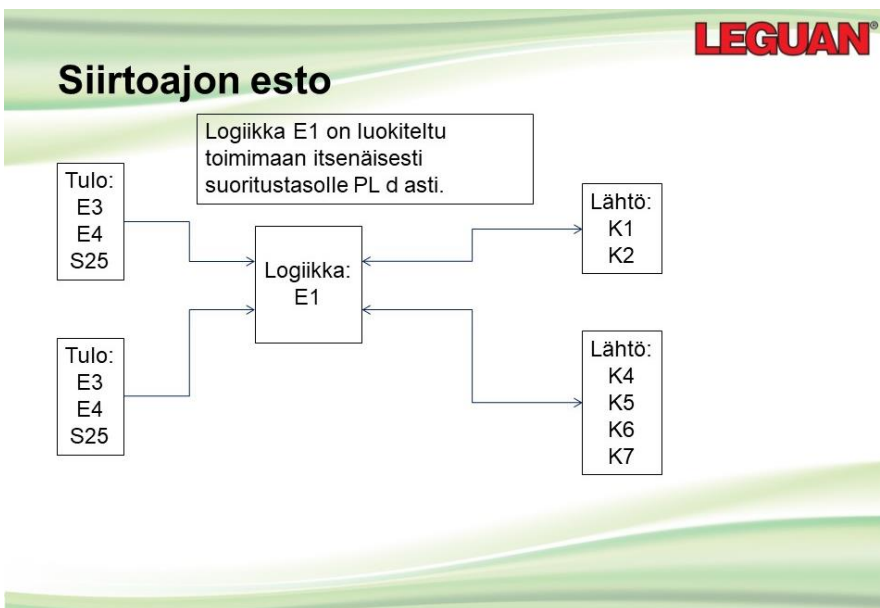 LEGUAN®
Siirtoajon esto
Logiikka E1 on luokiteltu
toimimaan itsenäisesti
suoritustasolle PL d asti.
Tulo:
E3
E4
S25
Logiikka:
E1
Lähtö:
K1
K2
Tulo:
E3
E4
S25
Lähtö:
K4
K5
K6
K7